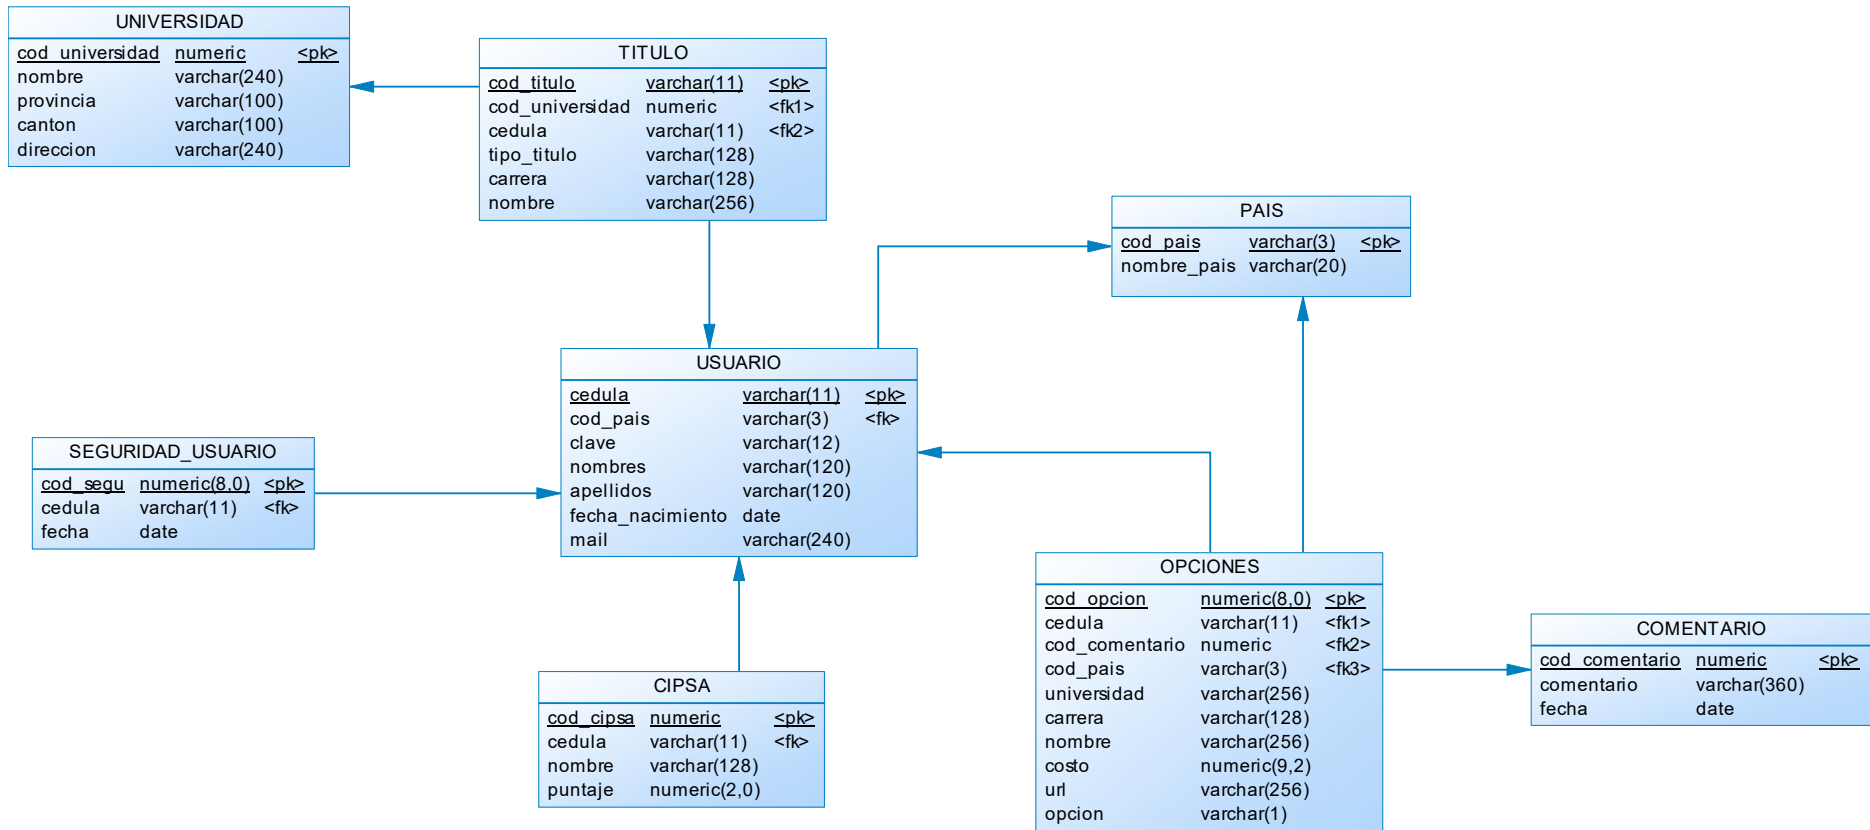 UNIVERSIDAD
cod_universidad numeric <pk>
nombre varchar(240)
provincia varchar(100)
canton varchar(100)
direccion varchar(240)
TITULO
cod_titulo varchar(11) <pk>
cod_universidad numeric <fk1>
cedula varchar(11) <fk2>
tipo_titulo varchar(128)
carrera varchar(128)
nombre varchar(256)
PAIS
cod_pais varchar(3) <pk>
nombre_pais varchar(20)
USUARIO
cedula varchar(11) <pk>
cod_pais varchar(3) <fk>
clave varchar(12)
nombres varchar(120)
apellidos varchar(120)
fecha_nacimiento date
mail varchar(240)
SEGURIDAD_USUARIO
cod_segu numeric(8,0) <pk>
cedula varchar(11) <fk>
fecha date
CIPSA
cod_cipsa numeric <pk>
cedula varchar(11) <fk>
nombre varchar(128)
puntaje numeric(2,0)
OPCIONES
cod_opcion numeric(8,0) <pk>
cedula varchar(11) <fk1>
cod_comentario numeric <fk2>
cod_pais varchar(3) <fk3>
universidad varchar(256)
carrera varchar(128)
nombre varchar(256)
costo numeric(9,2)
url varchar(256)
opcion varchar(1)
COMENTARIO
cod_comentario numeric <pk>
comentario varchar(360)
fecha date